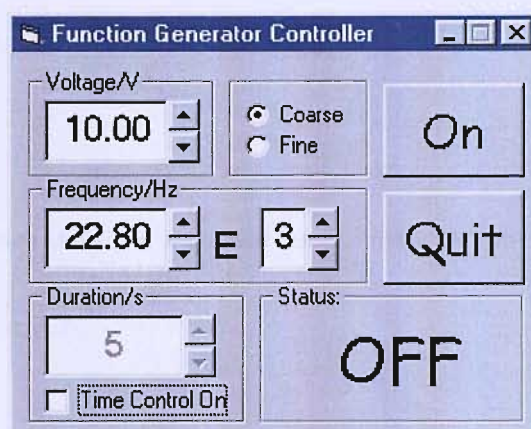 Function Generator Controller
Voltage/V
10.00
Coarse
Fine
On
Frequency/Hz
22.80 E 3
Quit
Duration/s
5
Time Control On
Status:
OFF